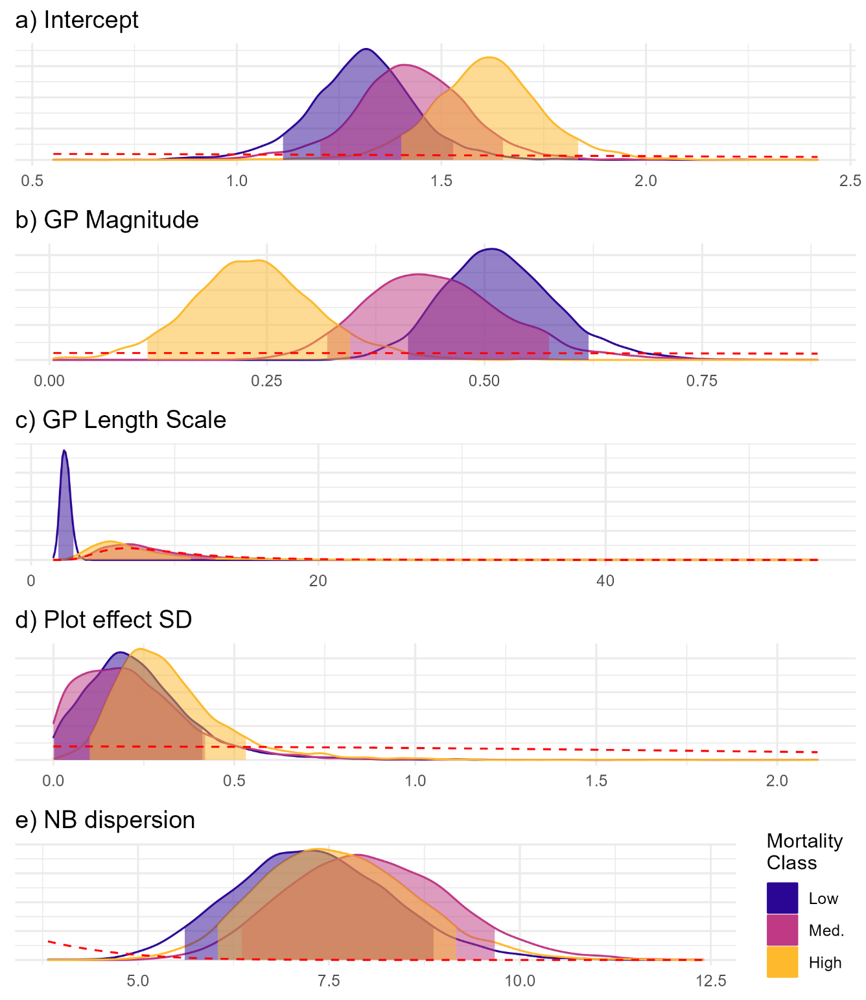 a) Intercept
0.5 1.0 1.5 2.0 2.5
b) GP Magnitude
0.00 0.25 0.50 0.75
c) GP Length Scale
0 20 40
d) Plot effect SD
0.0 0.5 1.0 1.5 2.0
e) NB dispersion
5.0 7.5 10.0 12.5
Mortality
Class
Low
Med.
High